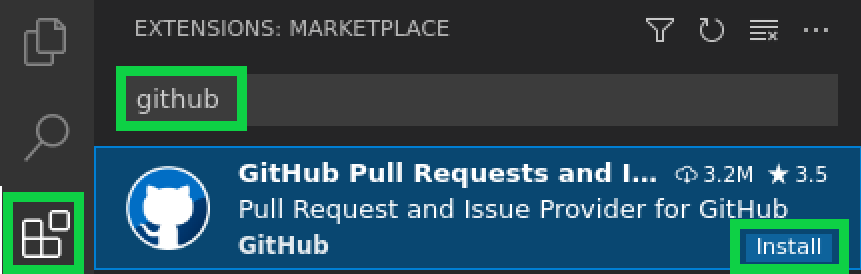 EXTENSIONS: MARKETPLACE
github
GitHub Pull Requests and I... 3.2M 3.5
Pull Request and Issue Provider for GitHub
GitHub
Install